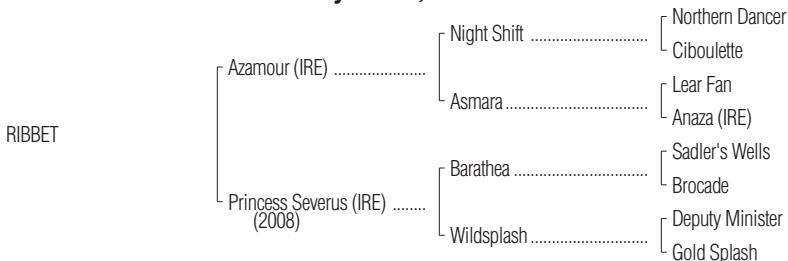 Northern Dancer
Night Shift ..........................
Ciboulette
Azamour (IRE) ......................
Lear Fan
Asmara................................
Anaza (IRE)
RIBBET
Sadler's Wells
Barathea .............................
Brocade
Princess Severus (IRE) ........
(2008)
Deputy Minister
Wildsplash..........................
Gold Splash